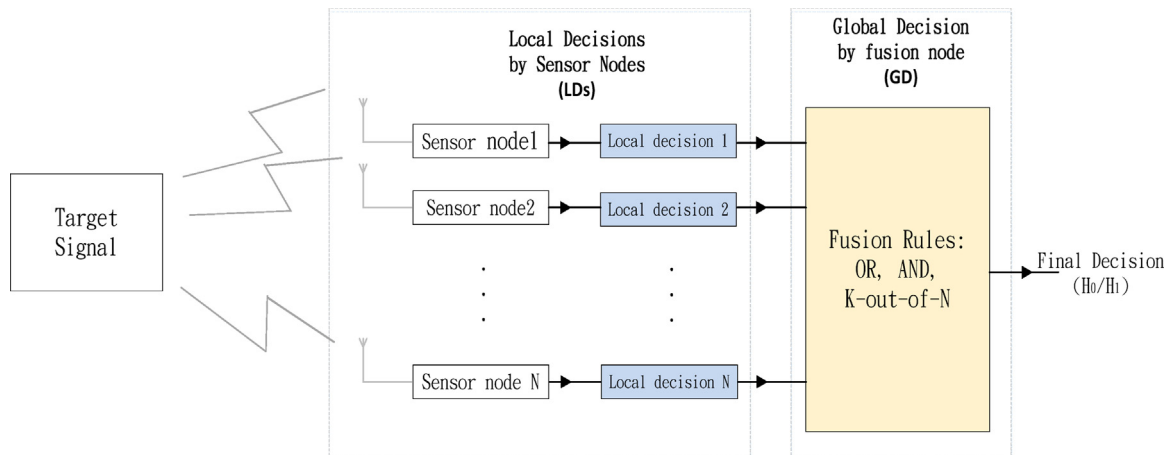 Local Decisions
by Sensor Nodes
(LDs)
Global Decision
by fusion node
(GD)
Target
Signal
Sensor node1
Local decision 1
Sensor node2
Local decision 2
Sensor node N
Local decision N
Fusion Rules:
OR, AND,
K-out-of-N
Final Decision
(H₀/H₁)